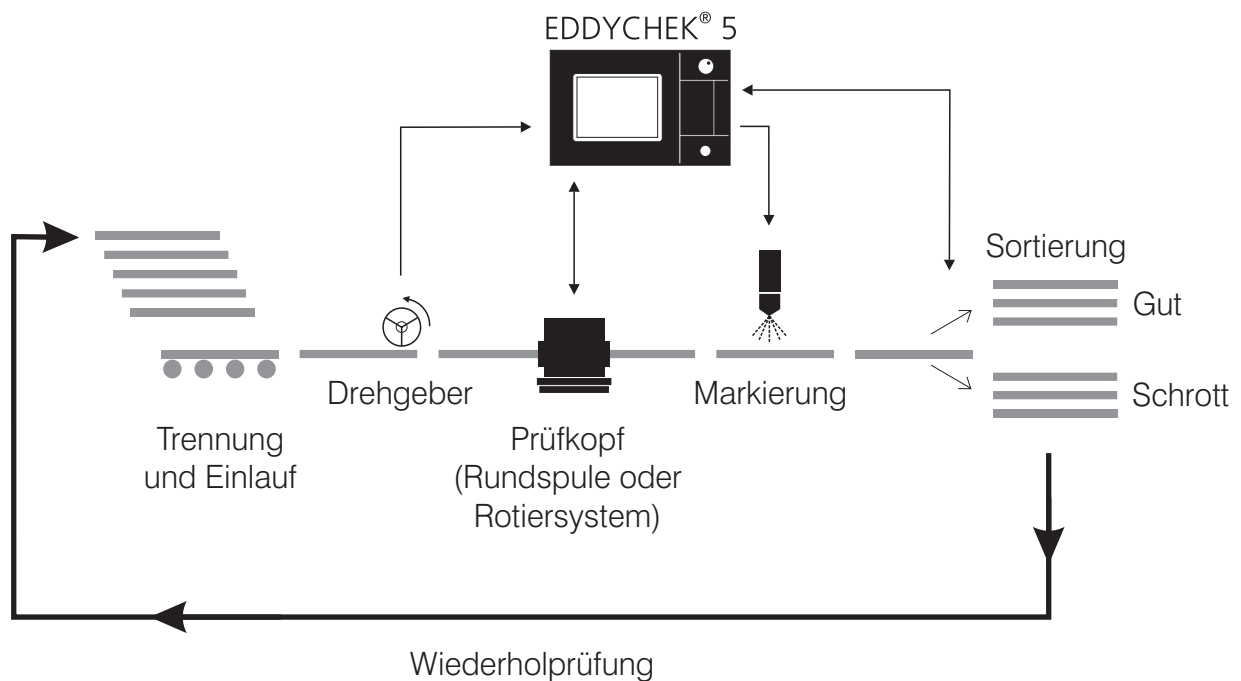 EDDYCHEK® 5
Sortierung
Gut
Drehgeber
Markierung
Schrott
Trennung
und Einlauf
Prüfkopf
(Rundspule oder
Rotiersystem)
Wiederholprüfung